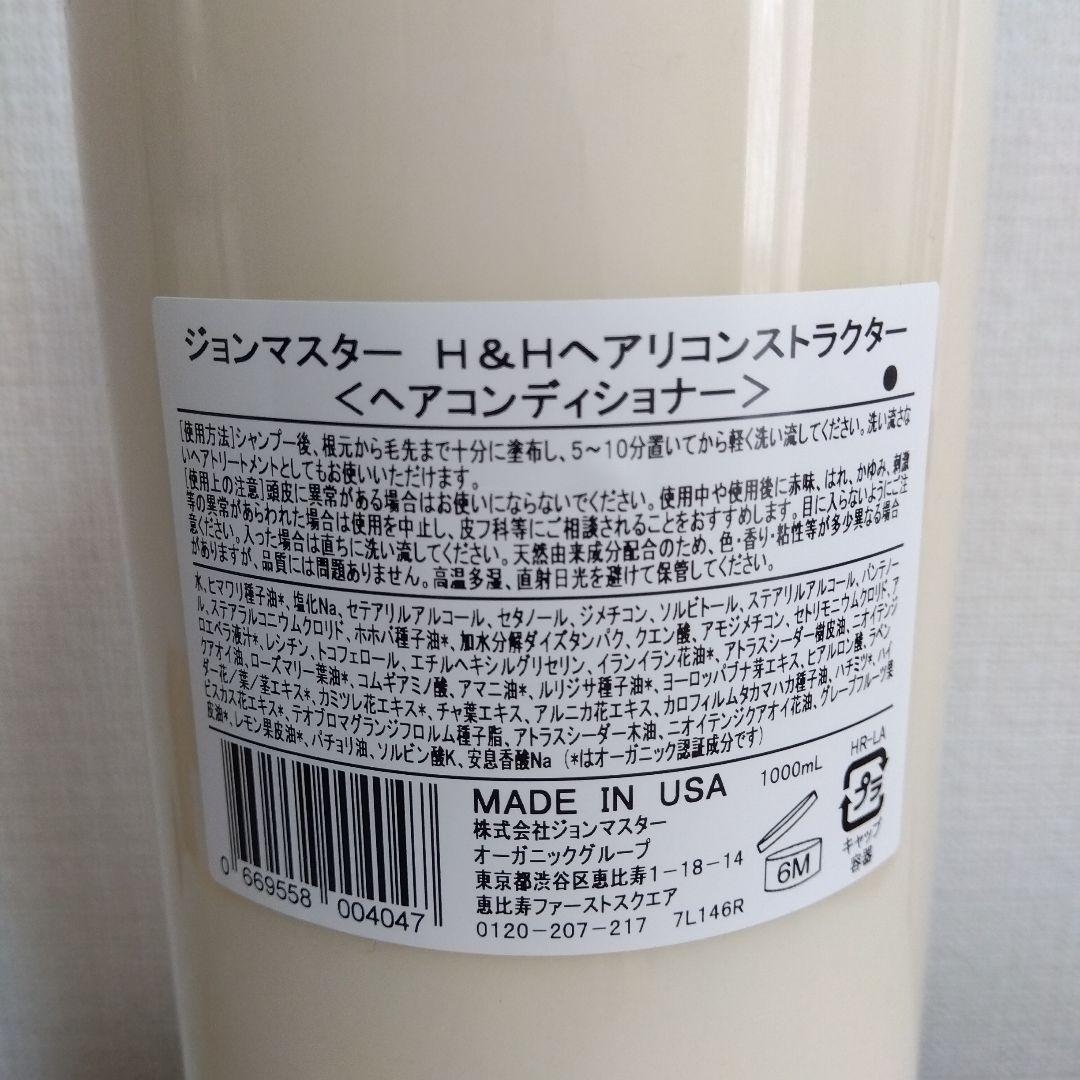 ジョンマスター H&Hヘアリコンストラクター
<ヘアコンディショナー>
[使用方法]シャンプー後、根元から毛先まで十分に塗布し、5～10分置いてから軽く洗い流してください。洗い流さな
いヘアトリートメントとしてもお使いいただけます。
[使用上の注意]頭皮に異常がある場合はお使いにならないでください。使用中や使用後に赤味、はれ、かゆみ、刺激
等の異常があらわれた場合は使用を中止し、皮フ科等にご相談されることをおすすめします。目に入らないようにご注
意ください。入った場合は直ちに洗い流してください。天然由来成分配合のため、色・香り・粘性等が多少異なる場合
がありますが、品質には問題ありません。高温多湿、直射日光を避けて保管してください。
水、ヒマワリ種子油*、塩化Na、セテアリルアルコール、セタノール、ジメチコン、ソルビトール、ステアリルアルコール、パンテノー
ル、ステアラルコニウムクロリド、ホホバ種子油*、加水分解ダイズタンパク、クエン酸、アモジメチコン、セトリモニウムクロリド、ア
ロエベラ液汁*、レシチン、トコフェロール、エチルヘキシルグリセリン、イランイラン花油*、アトラスシーダー樹皮油、ニオイテンジ
クアオイ油、ローズマリー葉油*、コムギアミノ酸、アマニ油*、ルリジサ種子油*、ヨーロッパブナ芽エキス、ヒアルロン酸、ラベン
ダー花/葉/茎エキス*、カミツレ花エキス*、チャ葉エキス、アルニカ花エキス、カロフィルムタカマハカ種子油、ハチミツ*、ハイ
ビスカス花エキス*、テオブロマグランジフロルム種子脂、アトラスシーダー木油、ニオイテンジクアオイ花油、グレープフルーツ果
皮油*、レモン果皮油*、パチョリ油、ソルビン酸K、安息香酸Na (*はオーガニック認証成分です)
HR-LA
MADE IN USA 1000mL
株式会社ジョンマスター
オーガニックグループ
東京都渋谷区恵比寿1-18-14
恵比寿ファーストスクエア
0120-207-217 7L146R
6M
プラ
キャップ
容器
0 669558 004047